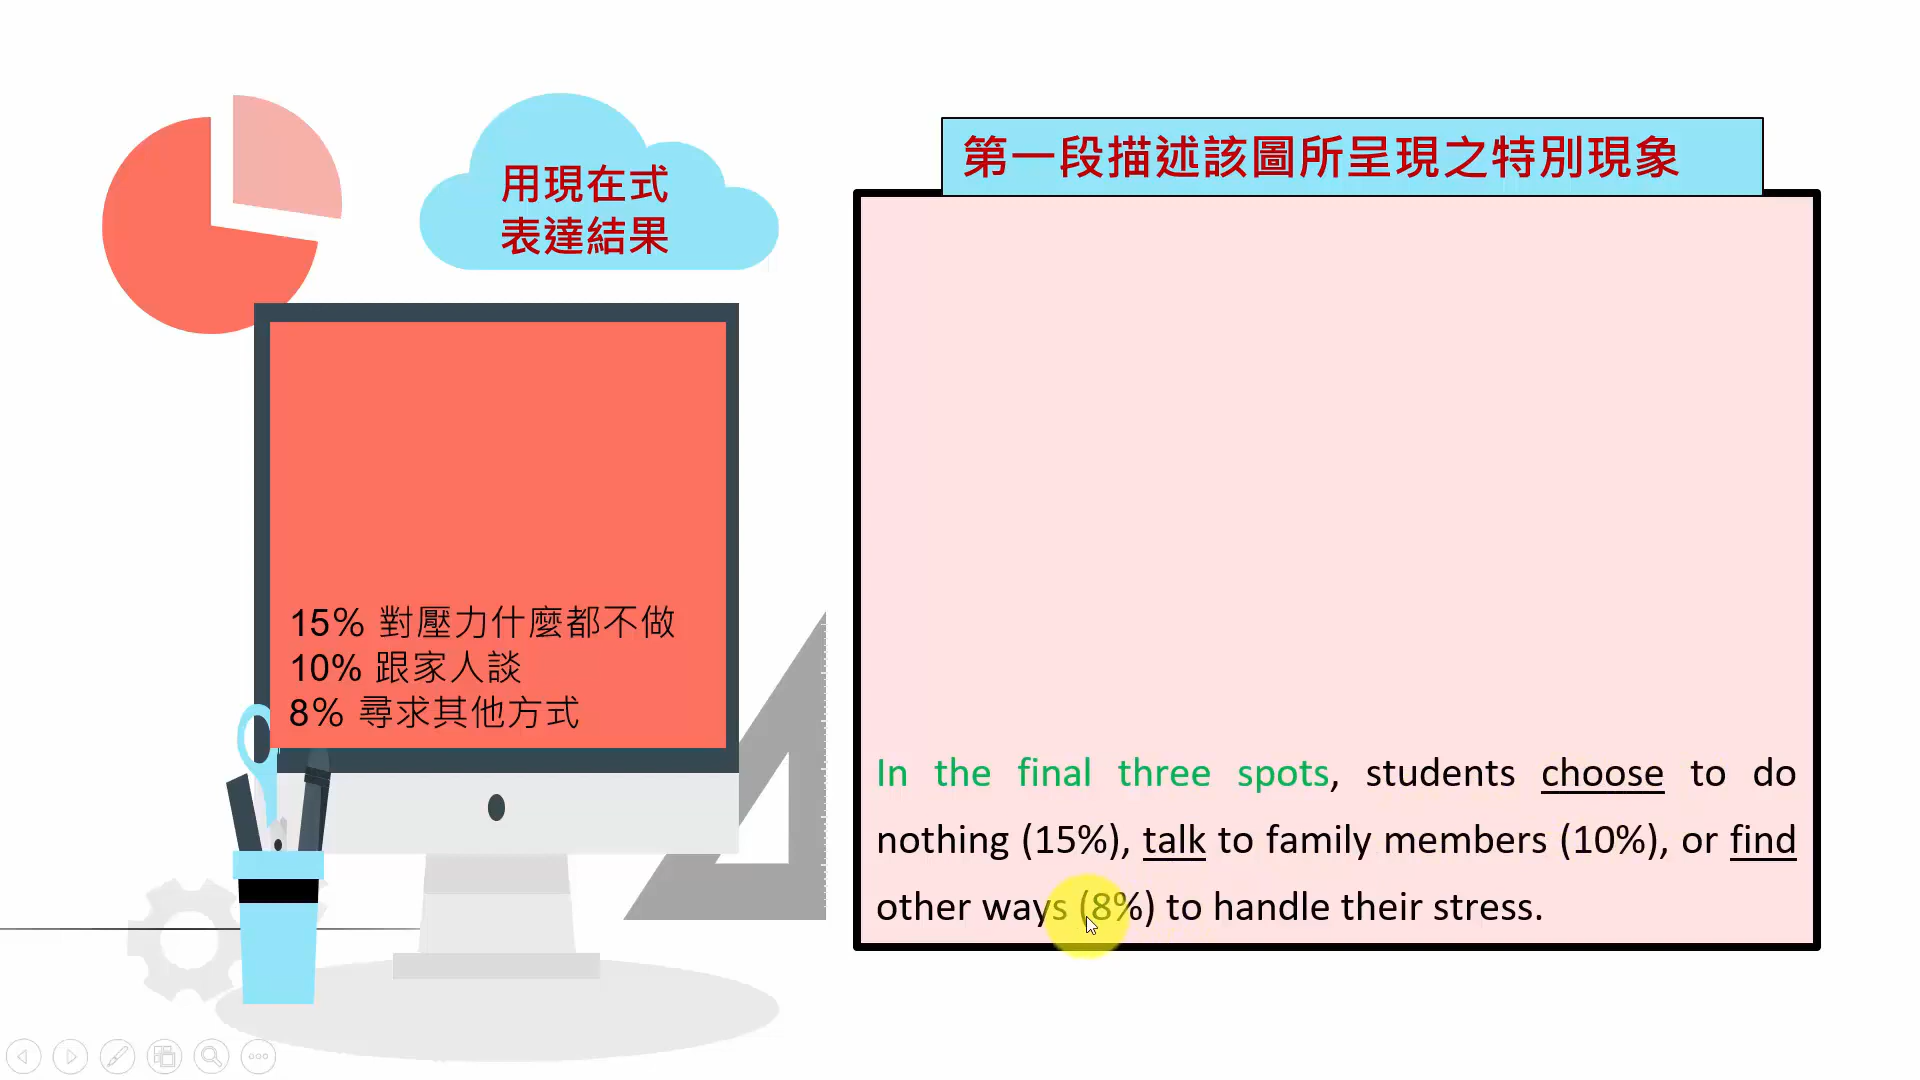 用現在式
表達結果
第一段描述該圖所呈現之特別現象
15% 對壓力什麼都不做
10% 跟家人談
8% 尋求其他方式
In the final three spots, students choose to do
nothing (15%), talk to family members (10%), or find
other ways (8%) to handle their stress.